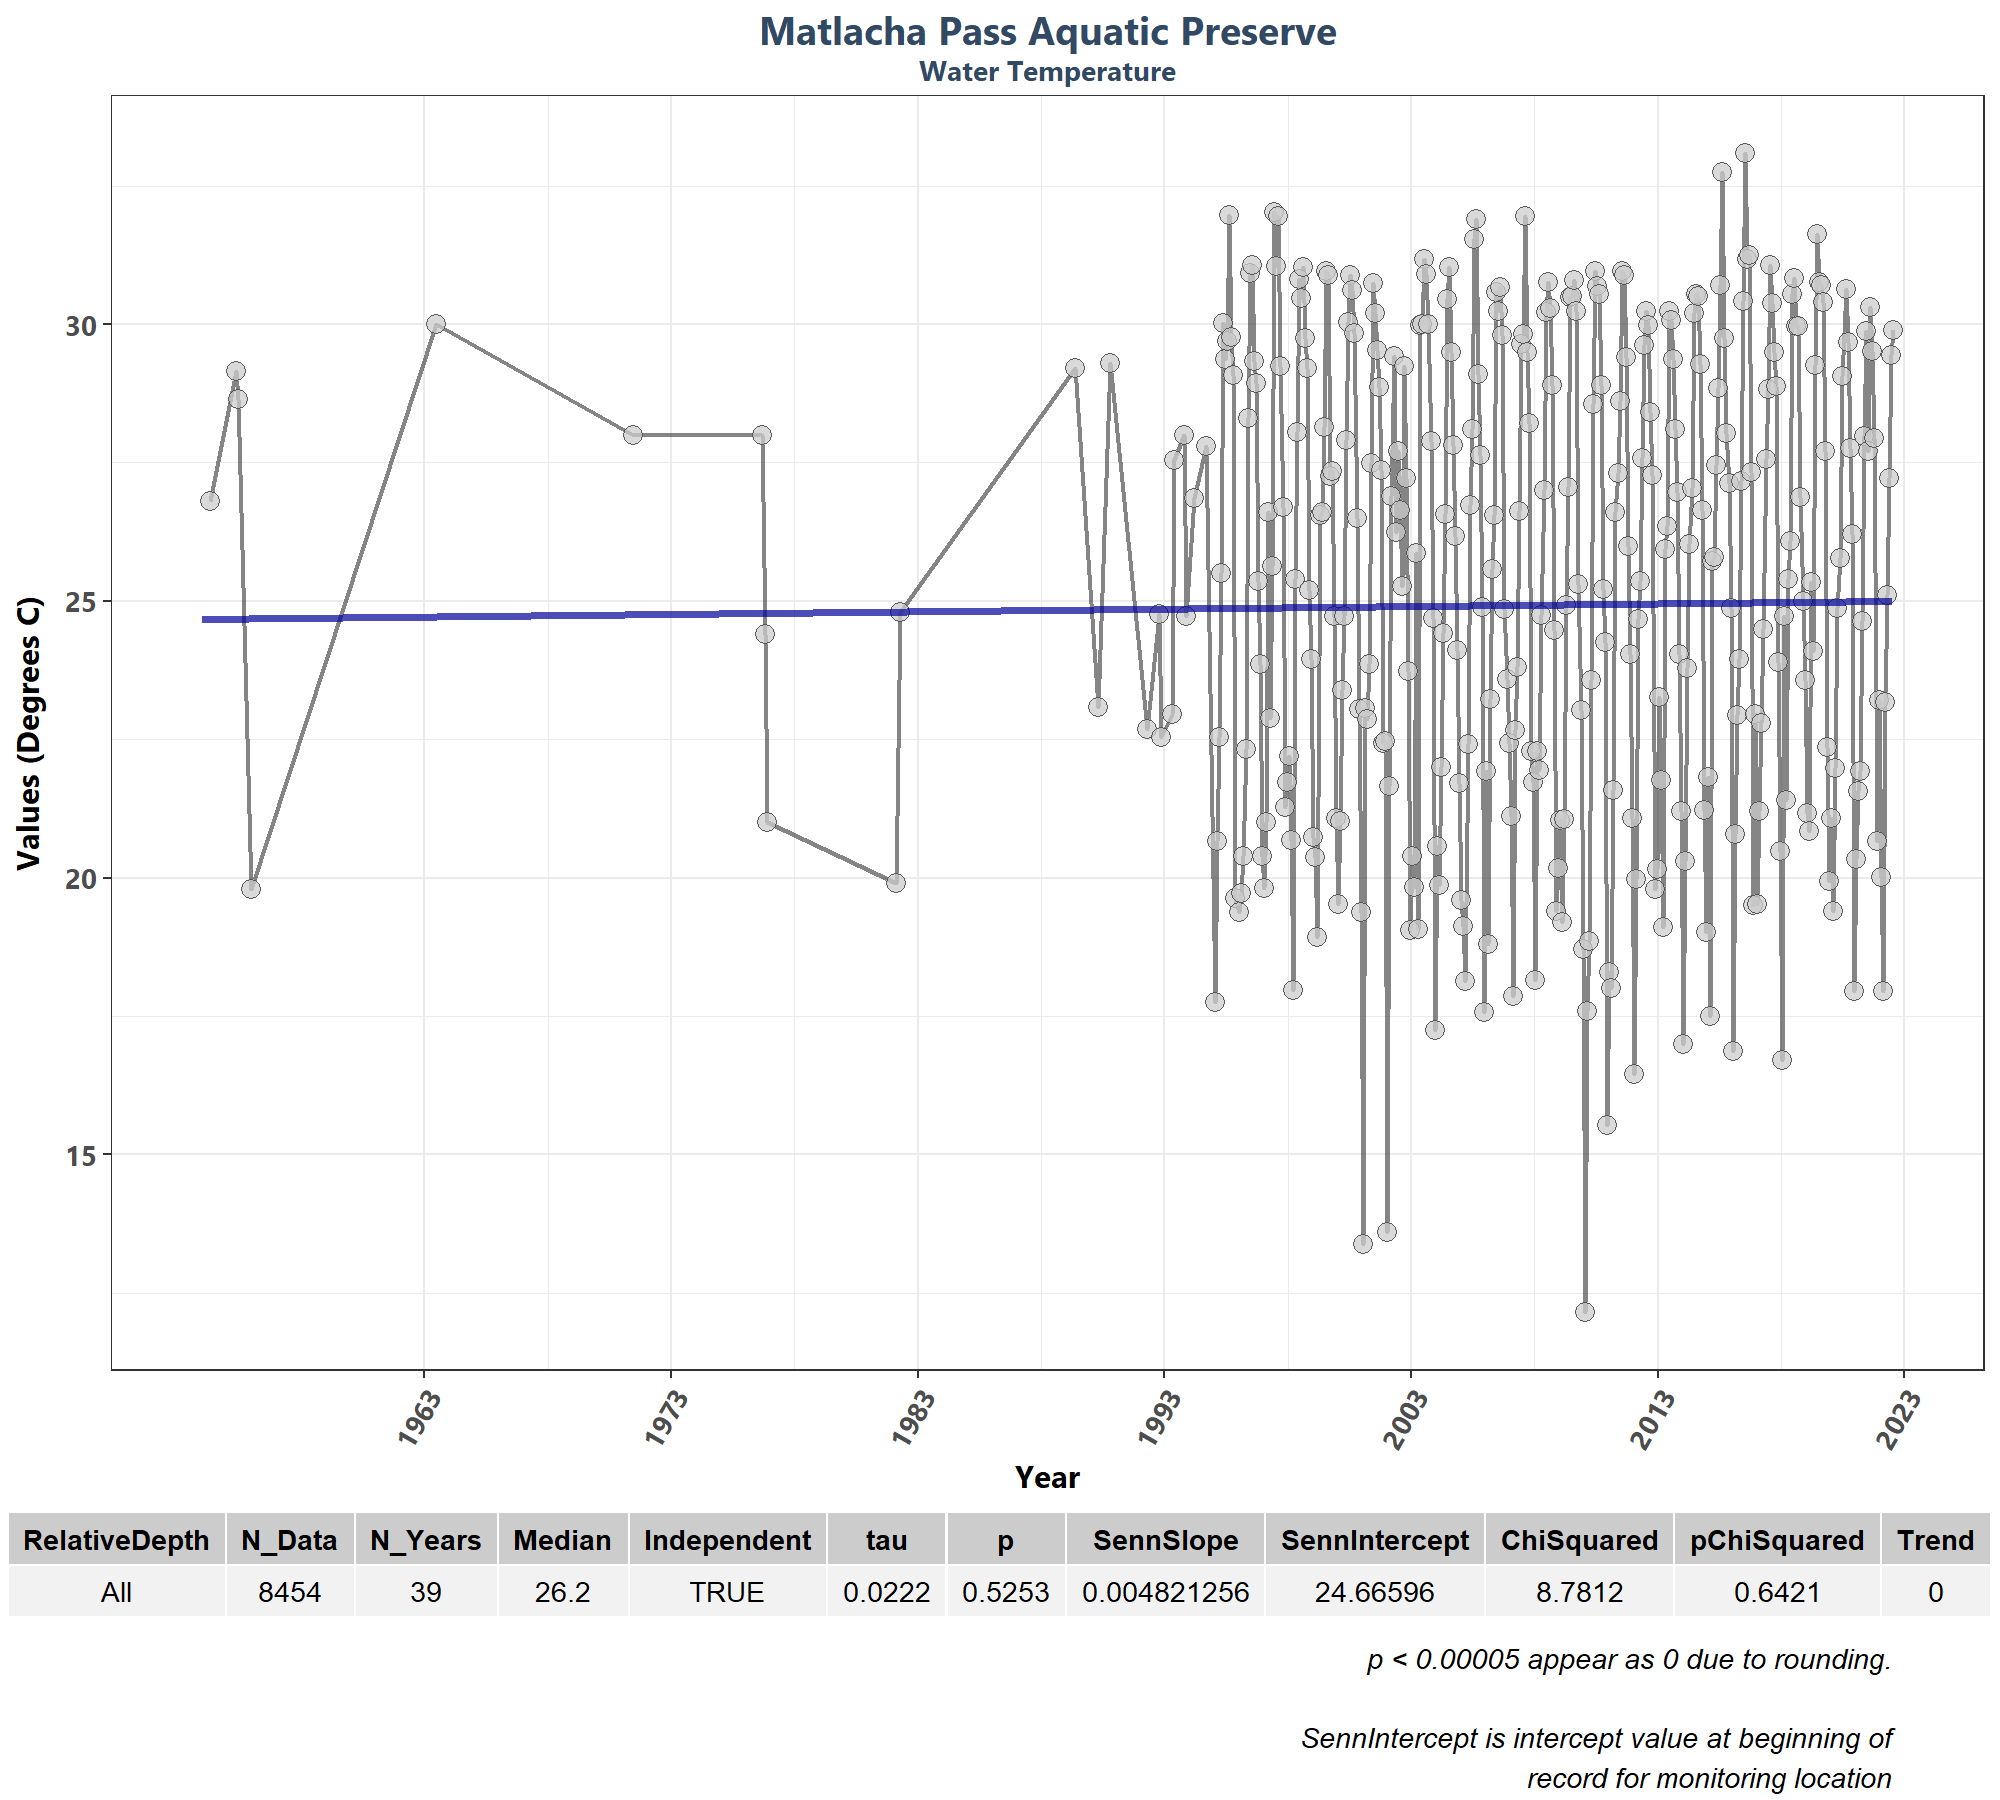 Matlacha Pass Aquatic Preserve
Water Temperature
Values (Degrees C)
30
25
20
15
1963 1973 1983 1993 2003 2013 2023
Year
RelativeDepth N_Data N_Years Median Independent tau p SennSlope SennIntercept ChiSquared pChiSquared Trend
All 8454 39 26.2 TRUE 0.0222 0.5253 0.004821256 24.66596 8.7812 0.6421 0
p < 0.00005 appear as 0 due to rounding.
SennIntercept is intercept value at beginning of
record for monitoring location